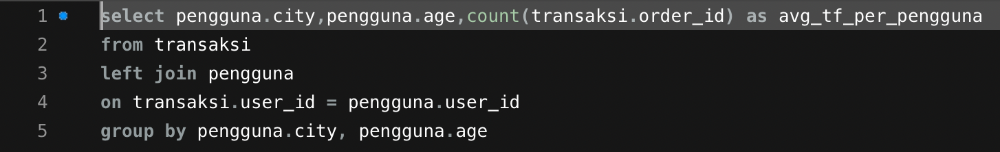 1 select pengguna.city,pengguna.age,count(transaksi.order_id) as avg_tf_per_pengguna
2 from transaksi
3 left join pengguna
4 on transaksi.user_id = pengguna.user_id
5 group by pengguna.city, pengguna.age